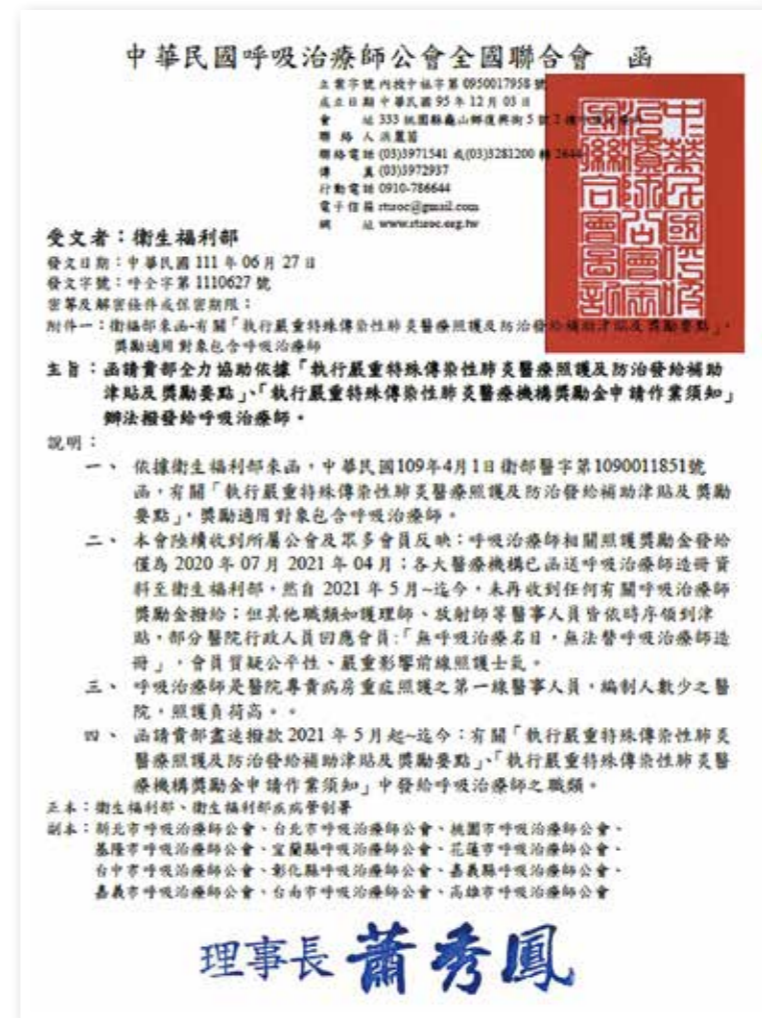 中華民國呼吸治療師公會全國聯合會 函
立案字號 內授中社字第 0950017958 號
成立日期 中華民國 95 年 12 月 03 日
會 址 333 桃園縣龜山鄉復興街 5 號 2 樓
聯 絡 人 洪
聯絡電話 (03)3971541 或(03)3281200 轉 2644
傳 真 (03)3972937
行動電話 0910-786644
電子信箱 rtsroc@gmail.com
網 址 www.rtsroc.org.tw
受文者：衛生福利部
發文日期：中華民國 111 年 06 月 27 日
發文字號：呼全字第 1110627 號
密等及解密條件或保密期限：
附件一：衛福部來函-有關「執行嚴重特殊傳染性肺炎醫療照護及防治發給補助津貼及獎勵要點」，
獎勵適用對象包含呼吸治療師
主旨：函請貴部全力協助依據「執行嚴重特殊傳染性肺炎醫療照護及防治發給補助
津貼及獎勵要點」、「執行嚴重特殊傳染性肺炎醫療機構獎勵金申請作業須知」
辦法撥發給呼吸治療師。
說明：
一、 依據衛生福利部來函，中華民國109年4月1日衛部醫字第1090011851號
函，有關「執行嚴重特殊傳染性肺炎醫療照護及防治發給補助津貼及獎勵
要點」，獎勵適用對象包含呼吸治療師。
二、 本會陸續收到所屬公會及眾多會員反映：呼吸治療師相關照護獎勵金發給
僅為 2020 年 07 月 2021 年 04 月；各大醫療機構已函送呼吸治療師造冊資
料至衛生福利部，然自 2021 年 5 月~迄今，未再收到任何有關呼吸治療師
獎勵金撥給；但其他職類如護理師、放射師等醫事人員皆依時序領到津
貼，部分醫院行政人員回應會員:「無呼吸治療名目，無法替呼吸治療師造
冊」，會員質疑公平性、嚴重影響前線照護士氣。
三、 呼吸治療師是醫院專責病房重症照護之第一線醫事人員，編制人數少之醫
院，照護負荷高。。
四、 函請貴部盡速撥款 2021 年 5 月起~迄今：有關「執行嚴重特殊傳染性肺炎
醫療照護及防治發給補助津貼及獎勵要點」、「執行嚴重特殊傳染性肺炎醫
療機構獎勵金申請作業須知」中發給呼吸治療師之職類。
正本：衛生福利部、衛生福利部疾病管制署
副本：新北市呼吸治療師公會、台北市呼吸治療師公會、桃園市呼吸治療師公會、
基隆市呼吸治療師公會、宜蘭縣呼吸治療師公會、花蓮市呼吸治療師公會、
台中市呼吸治療師公會、彰化縣呼吸治療師公會、嘉義縣呼吸治療師公會、
嘉義市呼吸治療師公會、台南市呼吸治療師公會、高雄市呼吸治療師公會
理事長 蕭秀鳳